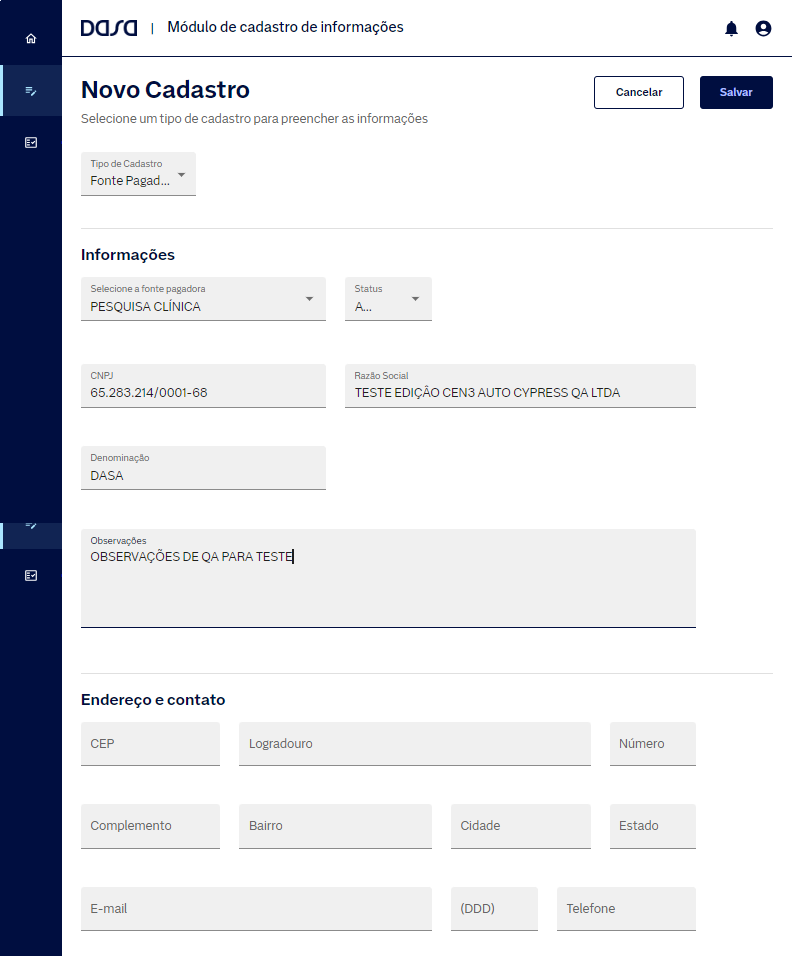 DASA | Módulo de cadastro de informações
Novo Cadastro
Cancelar
Salvar
Selecione um tipo de cadastro para preencher as informações
Tipo de Cadastro
Fonte Pagad...
Informações
Selecione a fonte pagadora
PESQUISA CLÍNICA
Status
A...
CNPJ
65.283.214/0001-68
Razão Social
TESTE EDIÇÃO CEN3 AUTO CYPRESS QA LTDA
Denominação
DASA
Observações
OBSERVAÇÕES DE QA PARA TESTE
Endereço e contato
CEP
Logradouro
Número
Complemento
Bairro
Cidade
Estado
E-mail
(DDD)
Telefone